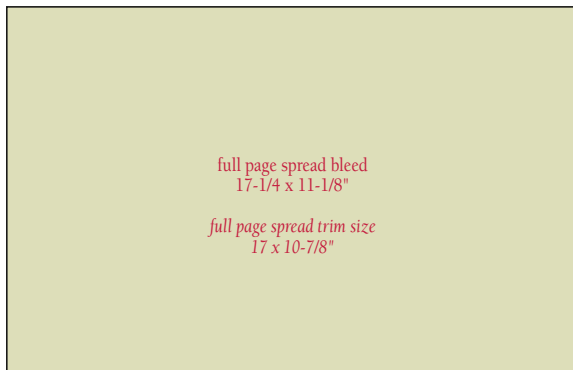 full page spread bleed
17-1/4 x 11-1/8"
full page spread trim size
17 x 10-7/8"